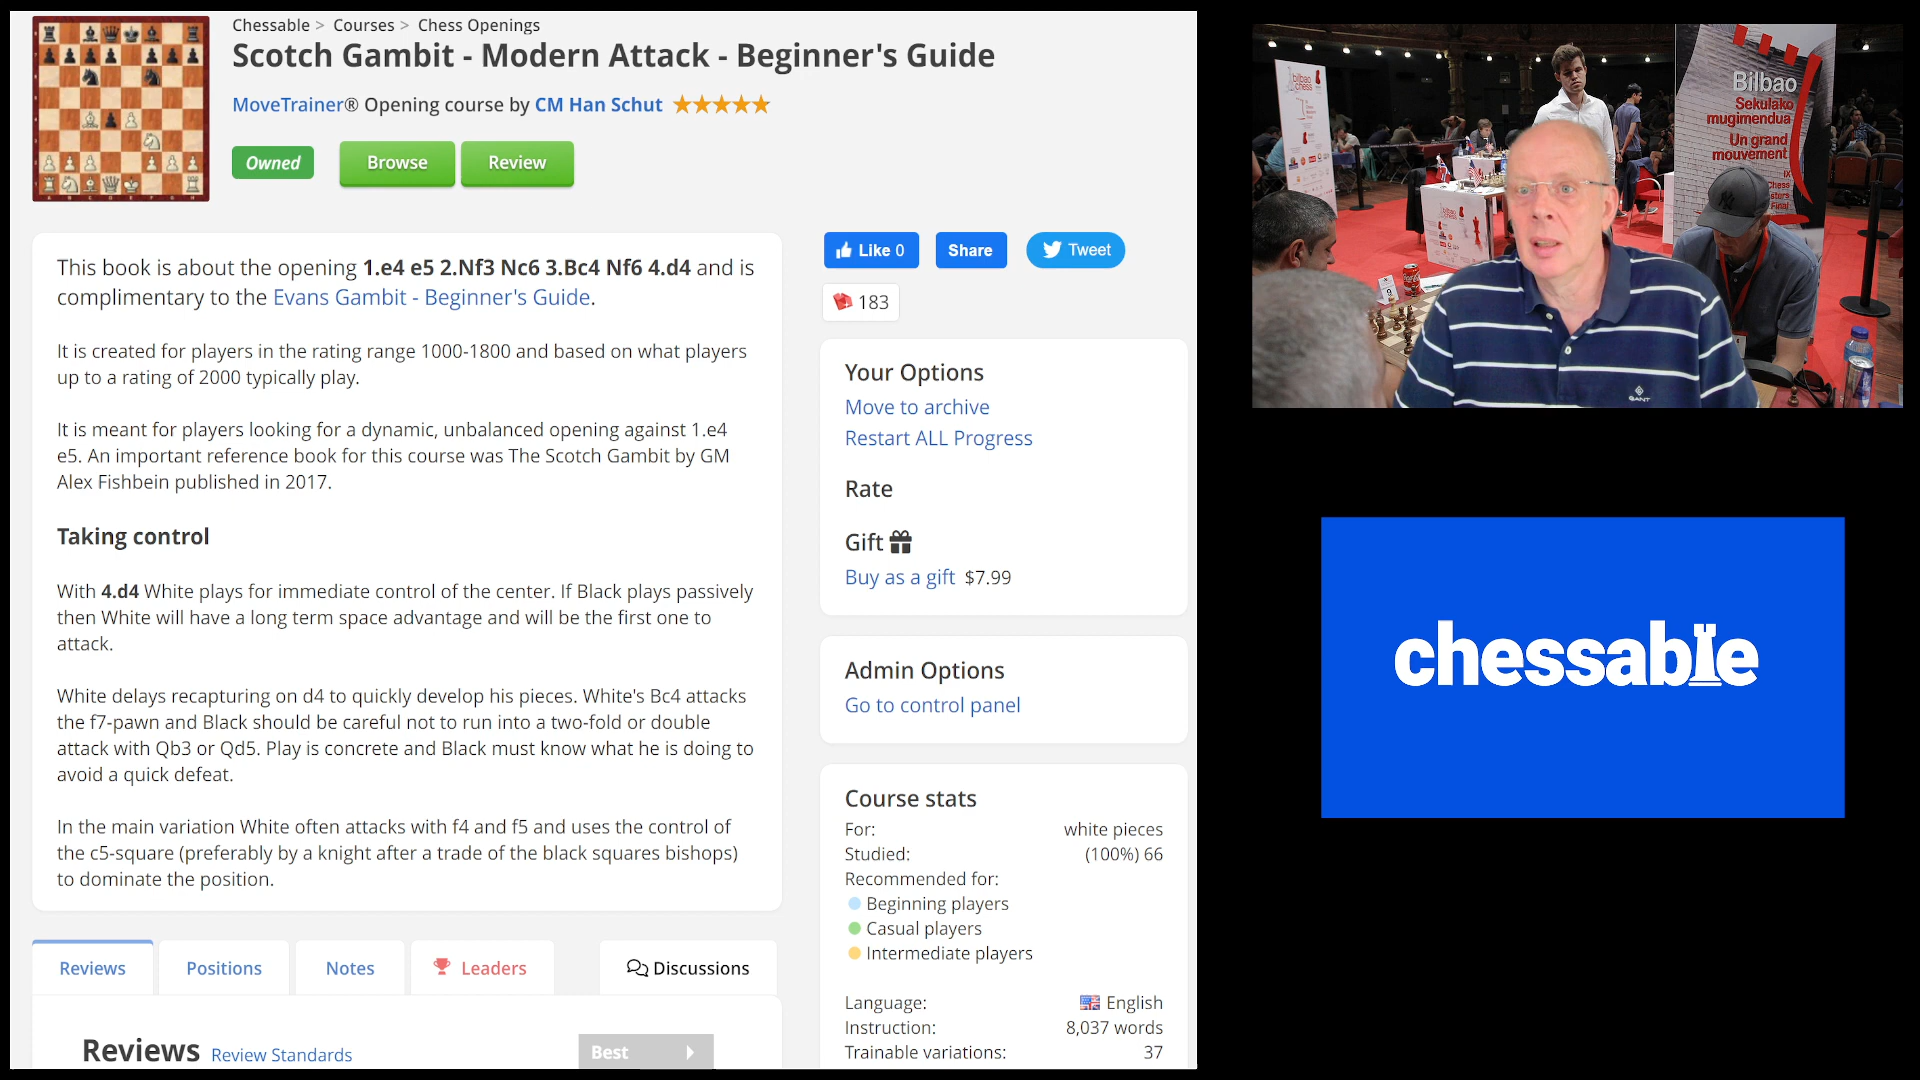 Chessable > Courses > Chess Openings
Scotch Gambit - Modern Attack - Beginner's Guide
MoveTrainer® Opening course by CM Han Schut
Owned
Browse
Review
This book is about the opening 1.e4 e5 2.Nf3 Nc6 3.Bc4 Nf6 4.d4 and is
complimentary to the Evans Gambit - Beginner's Guide.
It is created for players in the rating range 1000-1800 and based on what players
up to a rating of 2000 typically play.
It is meant for players looking for a dynamic, unbalanced opening against 1.e4
e5. An important reference book for this course was The Scotch Gambit by GM
Alex Fishbein published in 2017.
Taking control
With 4.d4 White plays for immediate control of the center. If Black plays passively
then White will have a long term space advantage and will be the first one to
attack.
White delays recapturing on d4 to quickly develop his pieces. White's Bc4 attacks
the f7-pawn and Black should be careful not to run into a two-fold or double
attack with Qb3 or Qd5. Play is concrete and Black must know what he is doing to
avoid a quick defeat.
In the main variation White often attacks with f4 and f5 and uses the control of
the c5-square (preferably by a knight after a trade of the black squares bishops)
to dominate the position.
Reviews
Positions
Notes
Leaders
Discussions
Reviews Review Standards
Best
Like 0
Share
Tweet
183
Your Options
Move to archive
Restart ALL Progress
Rate
Gift
Buy as a gift $7.99
Admin Options
Go to control panel
Course stats
For: white pieces
Studied: (100%) 66
Recommended for:
Beginning players
Casual players
Intermediate players
Language: English
Instruction: 8,037 words
Trainable variations: 37
Bilbao
Sekulako
mugimendua
Un grand
mouvement
IX
Chess
Final
bilbao
chess
GANT
chessable